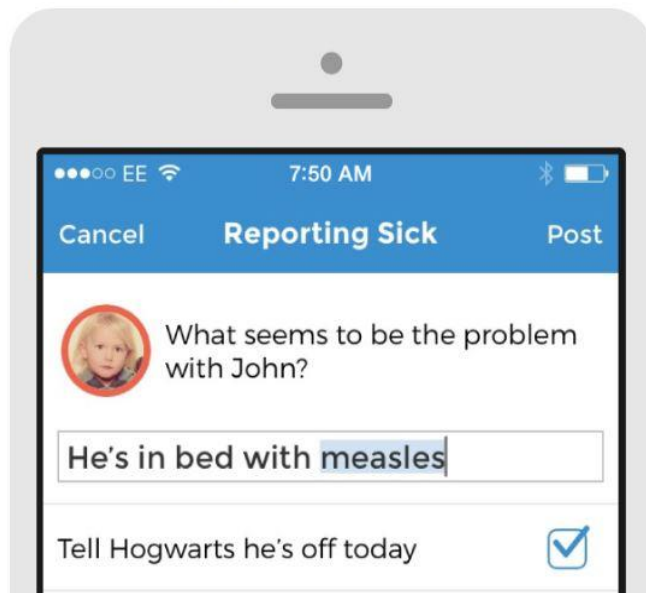 EE 7:50 AM
Cancel Reporting Sick Post
What seems to be the problem
with John?
He's in bed with measles
Tell Hogwarts he's off today